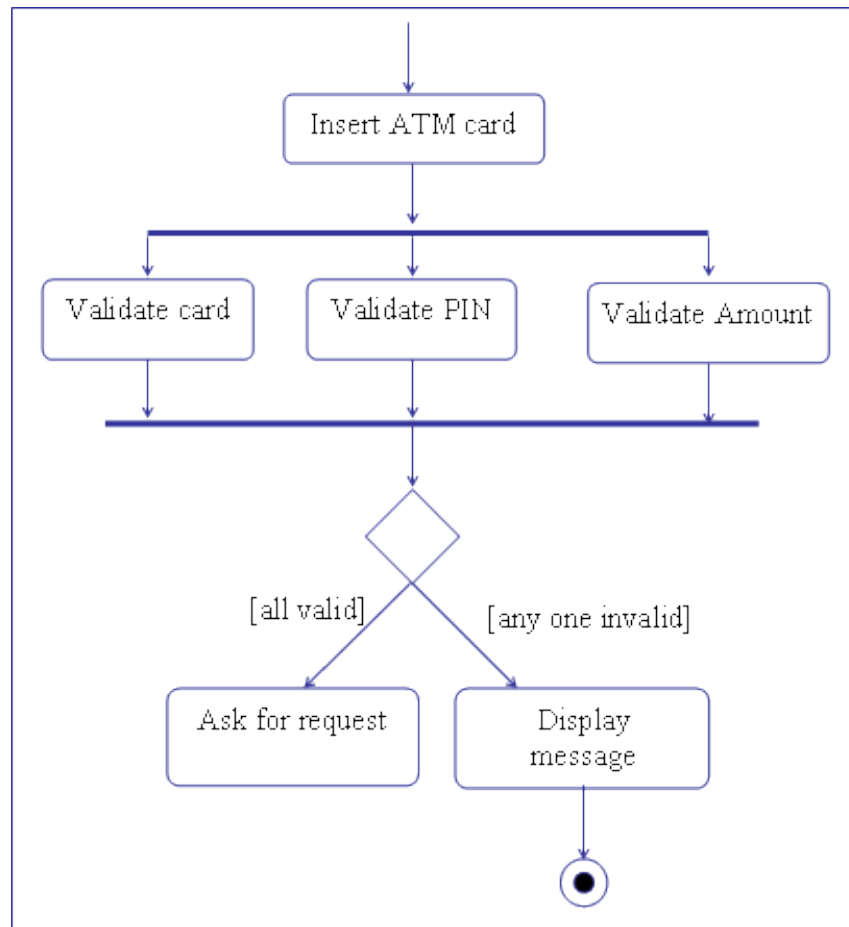 Insert ATM card
Validate card
Validate PIN
Validate Amount
[all valid]
[any one invalid]
Ask for request
Display
message